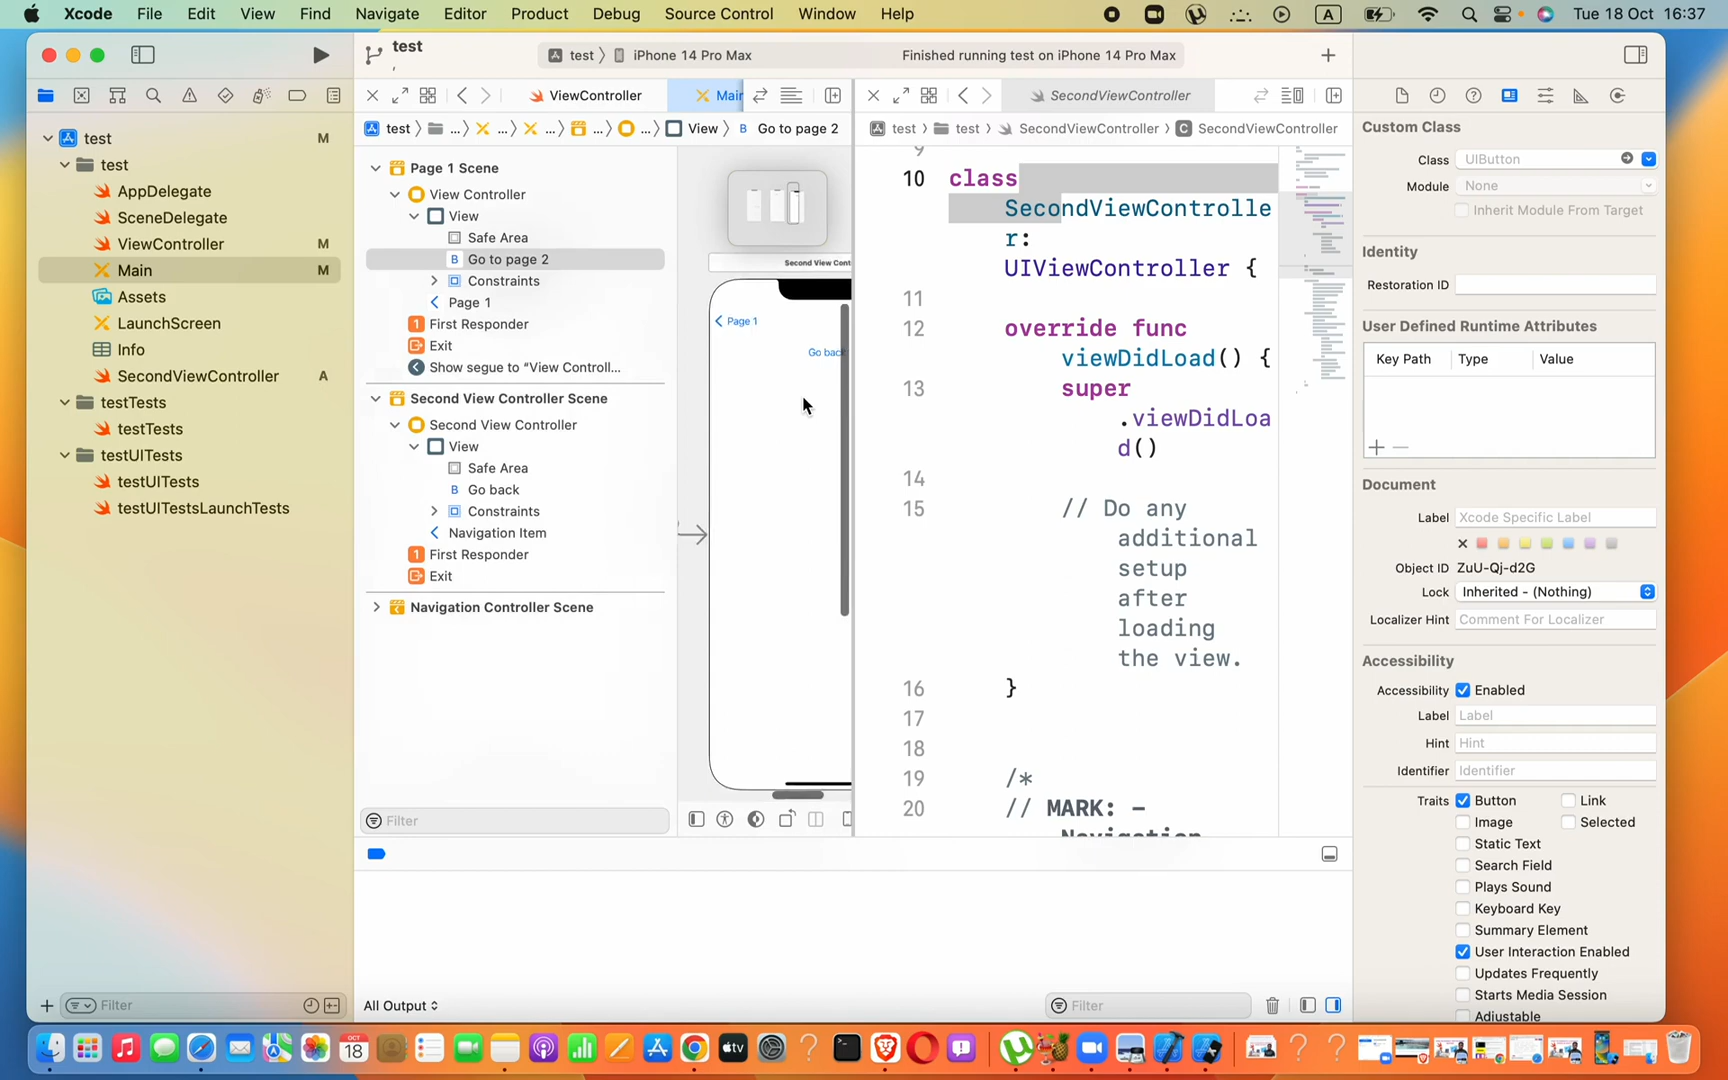 Xcode File Edit View Find Navigate Editor Product Debug Source Control Window Help A Tue 18 Oct 16:37
test
test 〉 iPhone 14 Pro Max Finished running test on iPhone 14 Pro Max
ViewController Main SecondViewController
test 〉 ... 〉 ... 〉 ... 〉 ... 〉 View 〉 B Go to page 2
test 〉 test 〉 SecondViewController 〉 C SecondViewController
test M
test
AppDelegate
SceneDelegate
ViewController M
Main M
Assets
LaunchScreen
Info
SecondViewController A
testTests
testTests
testUITests
testUITests
testUITestsLaunchTests
Filter
Page 1 Scene
View Controller
View
Safe Area
B Go to page 2
Constraints
Page 1
1 First Responder
Exit
Show segue to “View Controll...
Second View Controller Scene
Second View Controller
View
Safe Area
B Go back
Constraints
Navigation Item
1 First Responder
Exit
Navigation Controller Scene
Filter
Second View Cont
Page 1
Go back
9
10 class
SecondViewControlle
r:
UIViewController {
11
12 override func
viewDidLoad() {
13 super
.viewDidLoa
d()
14
15 // Do any
additional
setup
after
loading
the view.
16 }
17
18
19 /*
20 // MARK: -
Navigation
All Output
Filter
Custom Class
Class UIButton
Module None
Inherit Module From Target
Identity
Restoration ID
User Defined Runtime Attributes
Key Path Type Value
Document
Label Xcode Specific Label
Object ID ZuU-Qj-d2G
Lock Inherited - (Nothing)
Localizer Hint Comment For Localizer
Accessibility
Accessibility Enabled
Label Label
Hint Hint
Identifier Identifier
Traits Button Link
Image Selected
Static Text
Search Field
Plays Sound
Keyboard Key
Summary Element
User Interaction Enabled
Updates Frequently
Starts Media Session
Adjustable
OCT
18
tv